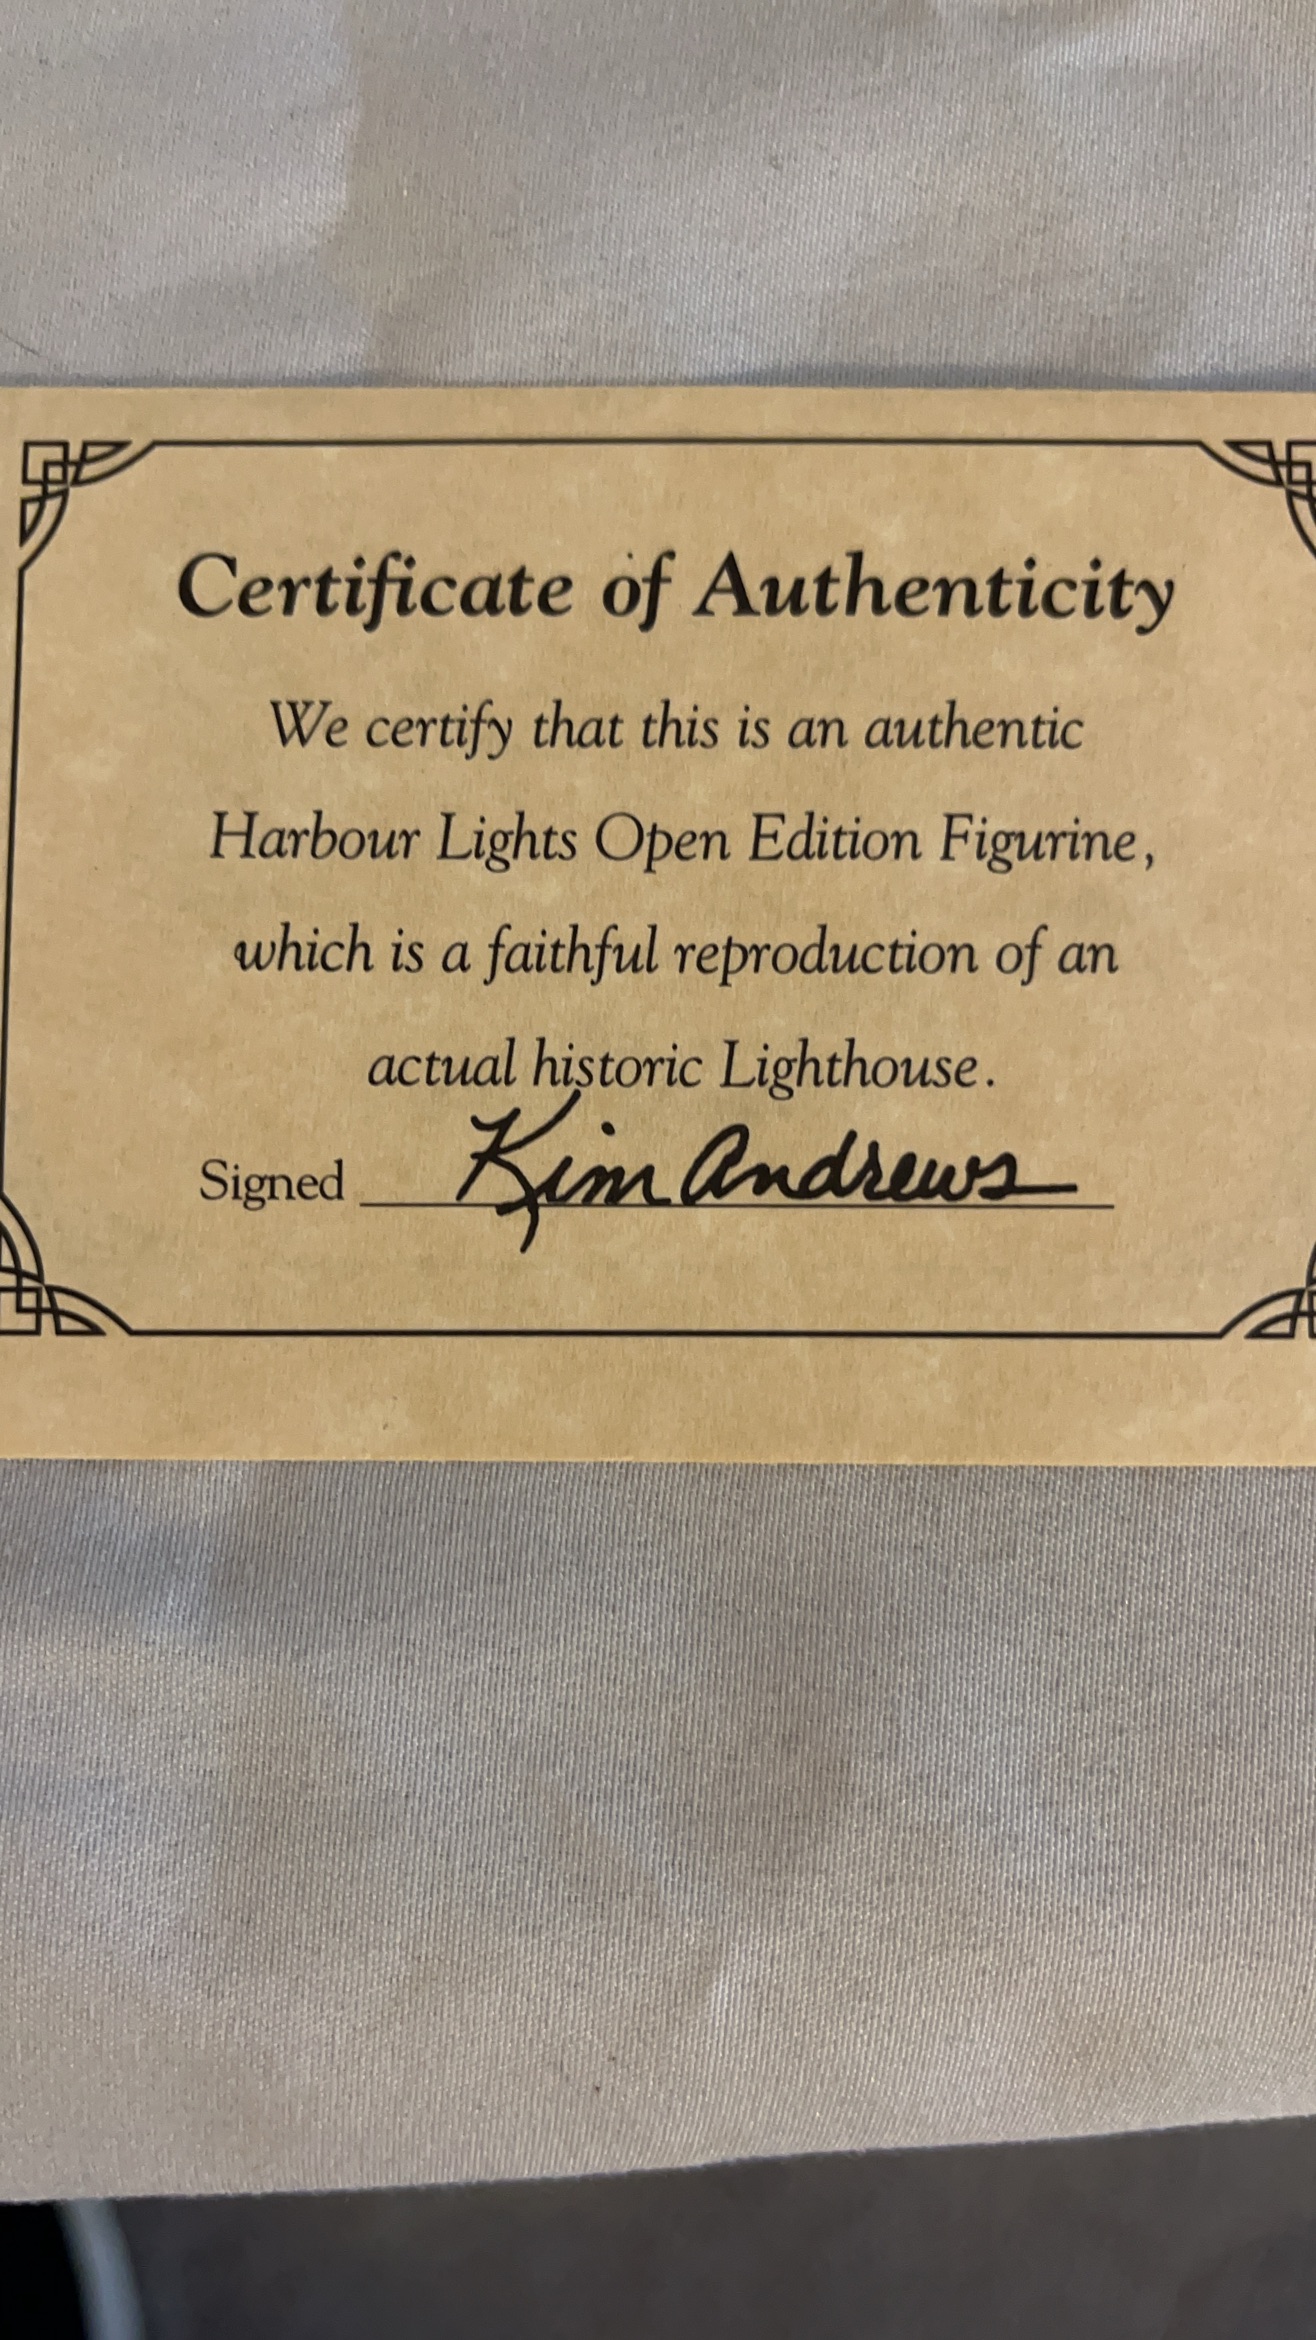 Certificate of Authenticity
We certify that this is an authentic
Harbour Lights Open Edition Figurine,
which is a faithful reproduction of an
actual historic Lighthouse.
Signed Kim Andrews